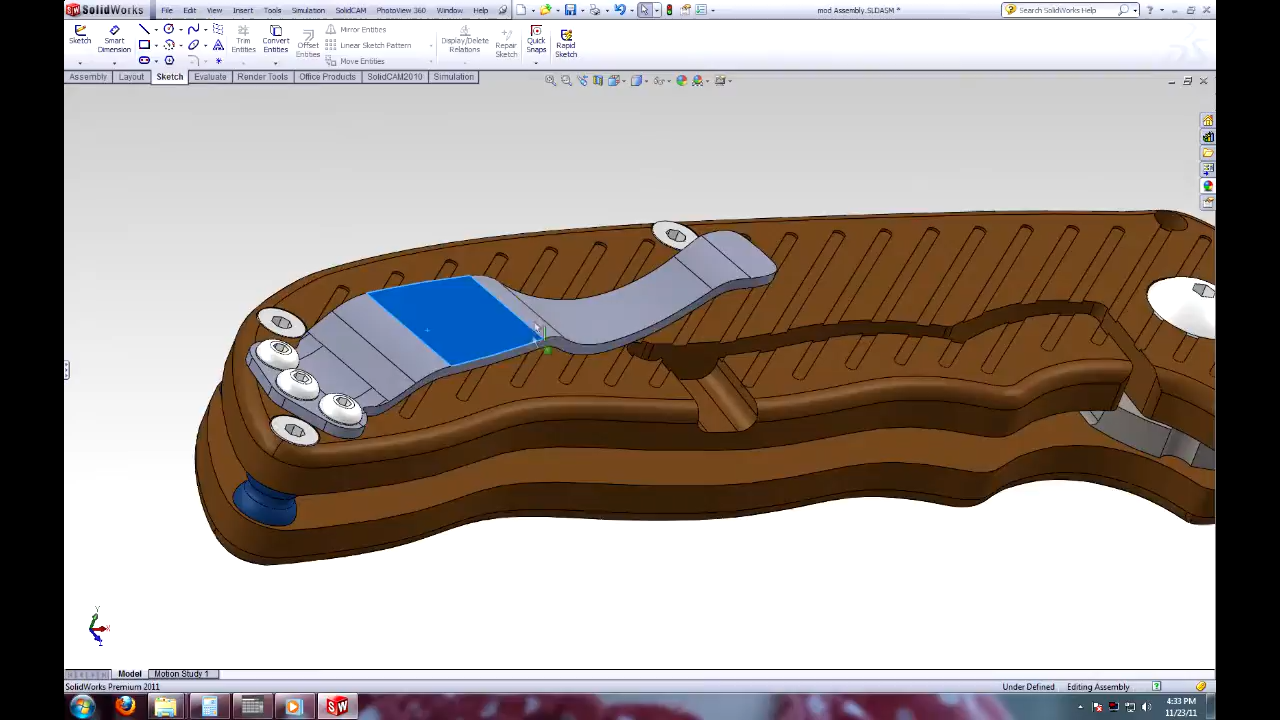 SolidWorks File Edit View Insert Tools Simulation SolidCAM PhotoView 360 Window Help mod Assembly.SLDASM * Search SolidWorks Help
Sketch Smart Dimension Trim Entities Convert Entities Offset Entities Mirror Entities Linear Sketch Pattern Move Entities Display/Delete Relations Repair Sketch Quick Snaps Rapid Sketch
Assembly Layout Sketch Evaluate Render Tools Office Products SolidCAM2010 Simulation
Y
X
Z
Model Motion Study 1
SolidWorks Premium 2011 Under Defined Editing Assembly
4:33 PM
11/23/11